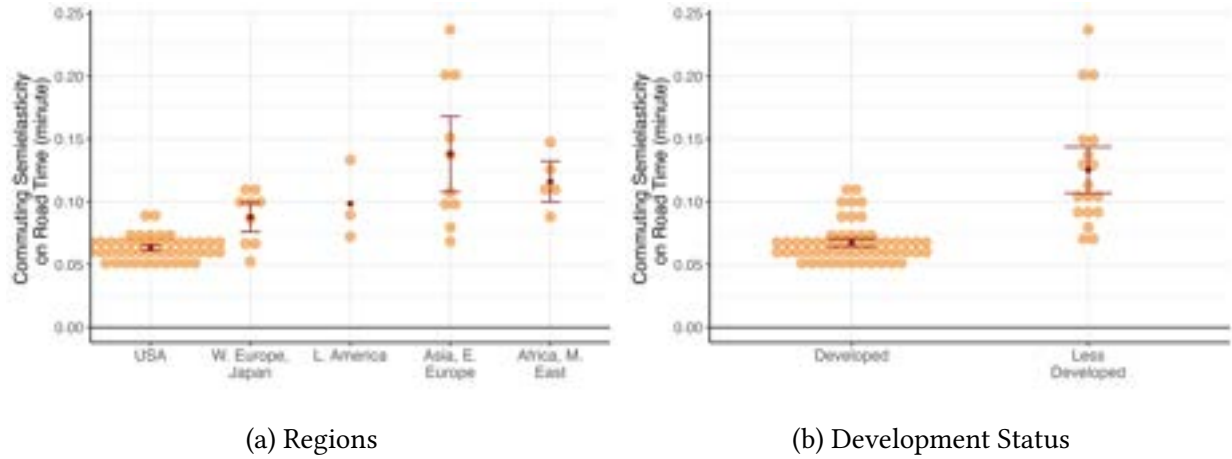 Commuting Semielasticity
on Road Time (minute)
0.25
0.20
0.15
0.10
0.05
0.00
USA
W. Europe,
Japan
L. America
Asia, E.
Europe
Africa, M.
East
(a) Regions
Commuting Semielasticity
on Road Time (minute)
0.25
0.20
0.15
0.10
0.05
0.00
Developed
Less
Developed
(b) Development Status